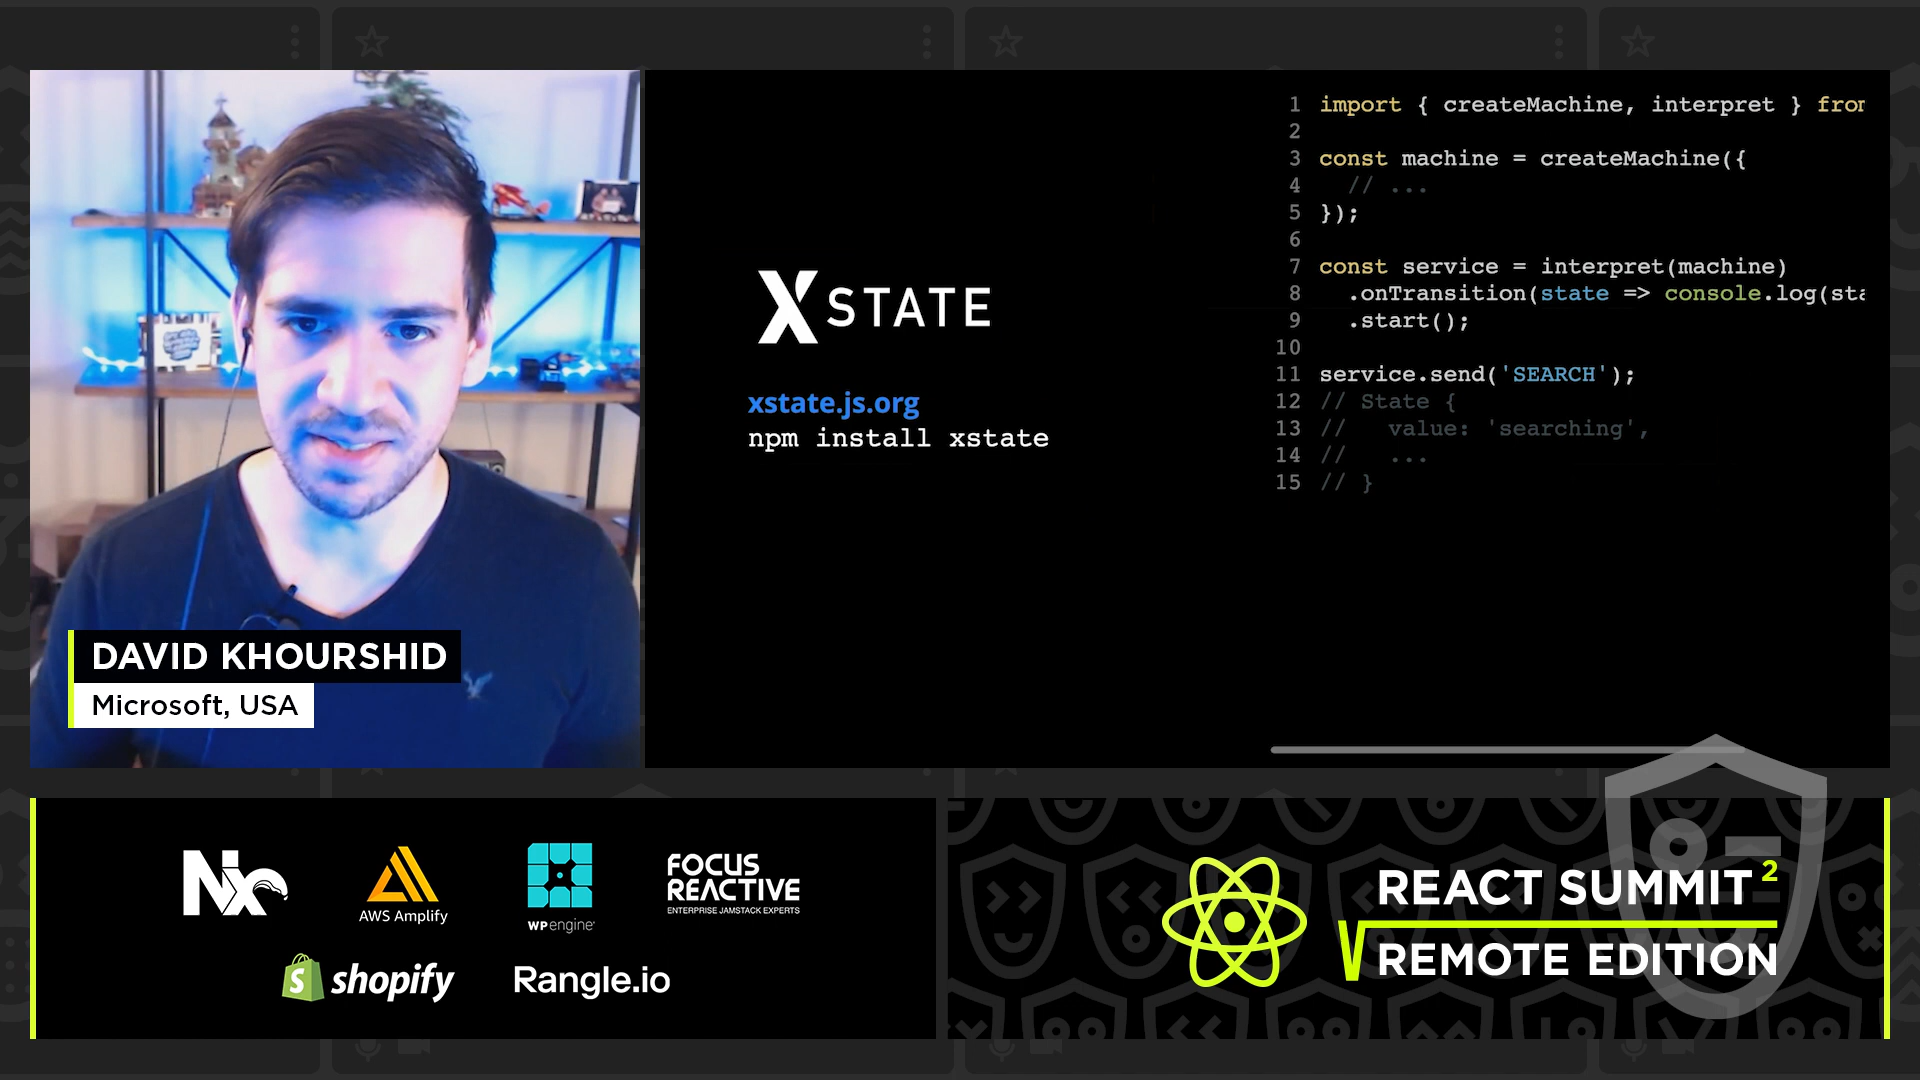 DAVID KHOURSHID
Microsoft, USA
XSTATE
xstate.js.org
npm install xstate
1 import { createMachine, interpret } from
2
3 const machine = createMachine({
4 // ...
5 });
6
7 const service = interpret(machine)
8 .onTransition(state => console.log(sta
9 .start();
10
11 service.send('SEARCH');
12 // State {
13 // value: 'searching',
14 // ...
15 // }
Nx
AWS Amplify
WP engine
FOCUS
REACTIVE
ENTERPRISE JAMSTACK EXPERTS
shopify
Rangle.io
REACT SUMMIT 2
REMOTE EDITION